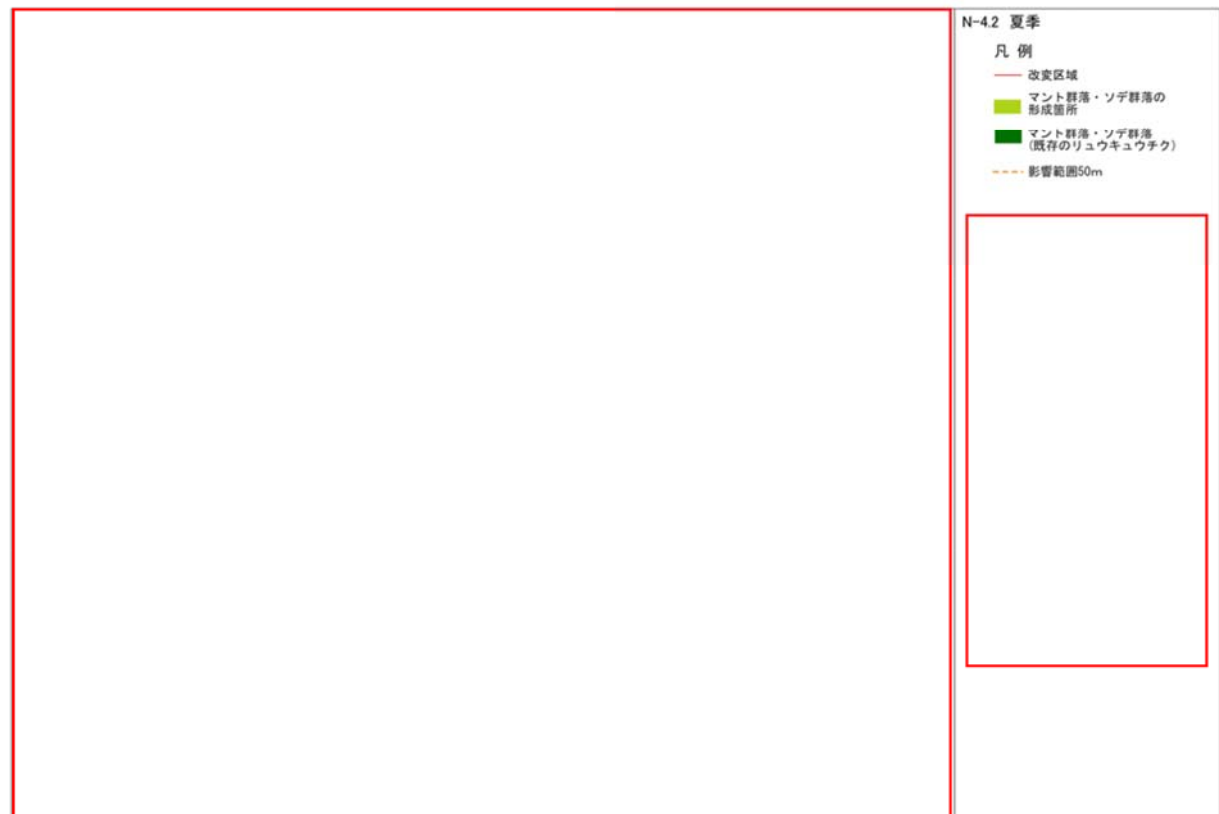 N-4.2 夏季
凡 例
改変区域
マント群落・ソデ群落の
形成箇所
マント群落・ソデ群落
(既存のリュウキュウチク)
影響範囲50m